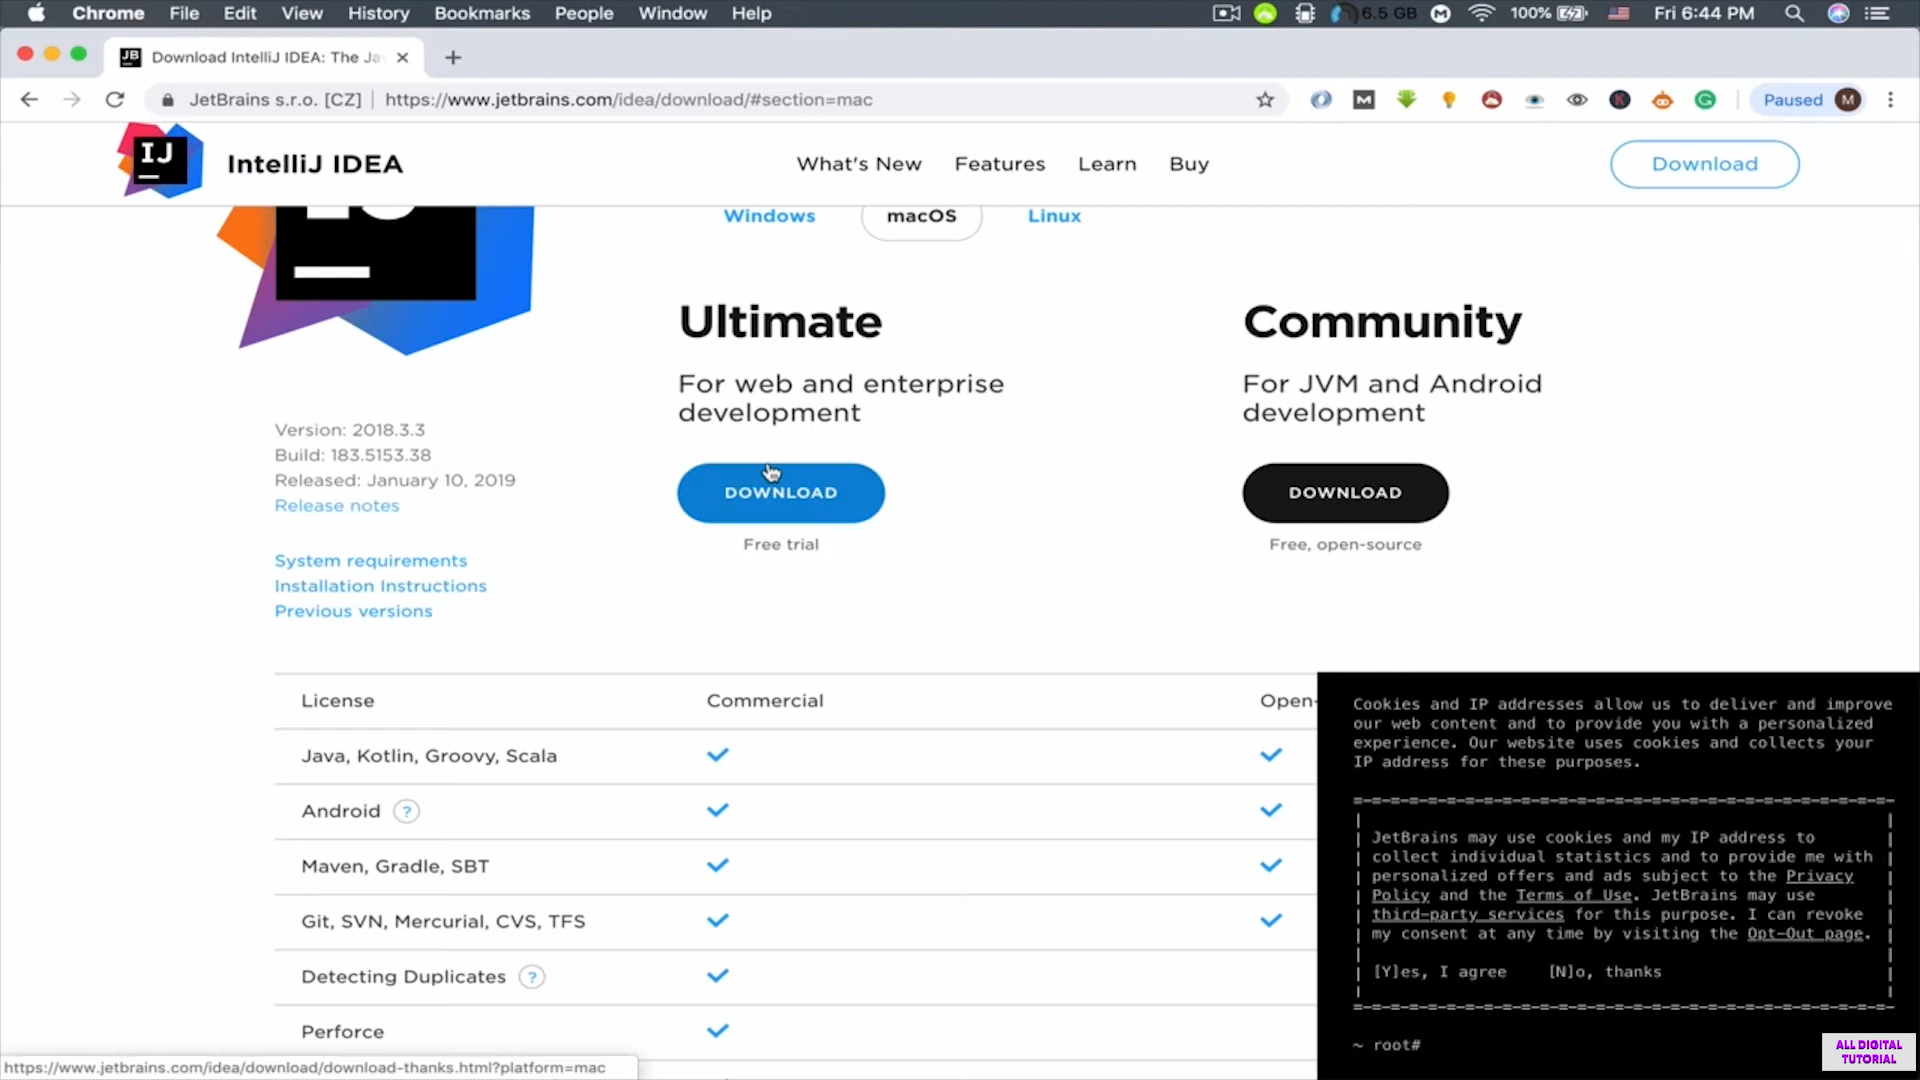 Chrome File Edit View History Bookmarks People Window Help
6.5 GB 100% Fri 6:44 PM
JB Download IntelliJ IDEA: The Jav
JetBrains s.r.o. [CZ] | https://www.jetbrains.com/idea/download/#section=mac
Paused M
IJ IntelliJ IDEA
What's New Features Learn Buy
Download
Windows macOS Linux
Ultimate
For web and enterprise
development
DOWNLOAD
Free trial
Community
For JVM and Android
development
DOWNLOAD
Free, open-source
Version: 2018.3.3
Build: 183.5153.38
Released: January 10, 2019
Release notes
System requirements
Installation Instructions
Previous versions
License Commercial Open-
Java, Kotlin, Groovy, Scala
Android ?
Maven, Gradle, SBT
Git, SVN, Mercurial, CVS, TFS
Detecting Duplicates ?
Perforce
Cookies and IP addresses allow us to deliver and improve
our web content and to provide you with a personalized
experience. Our website uses cookies and collects your
IP address for these purposes.
JetBrains may use cookies and my IP address to
collect individual statistics and to provide me with
personalized offers and ads subject to the Privacy
Policy and the Terms of Use. JetBrains may use
third-party services for this purpose. I can revoke
my consent at any time by visiting the Opt-Out page.
[Y]es, I agree [N]o, thanks
~ root#
https://www.jetbrains.com/idea/download/download-thanks.html?platform=mac
ALL DIGITAL
TUTORIAL